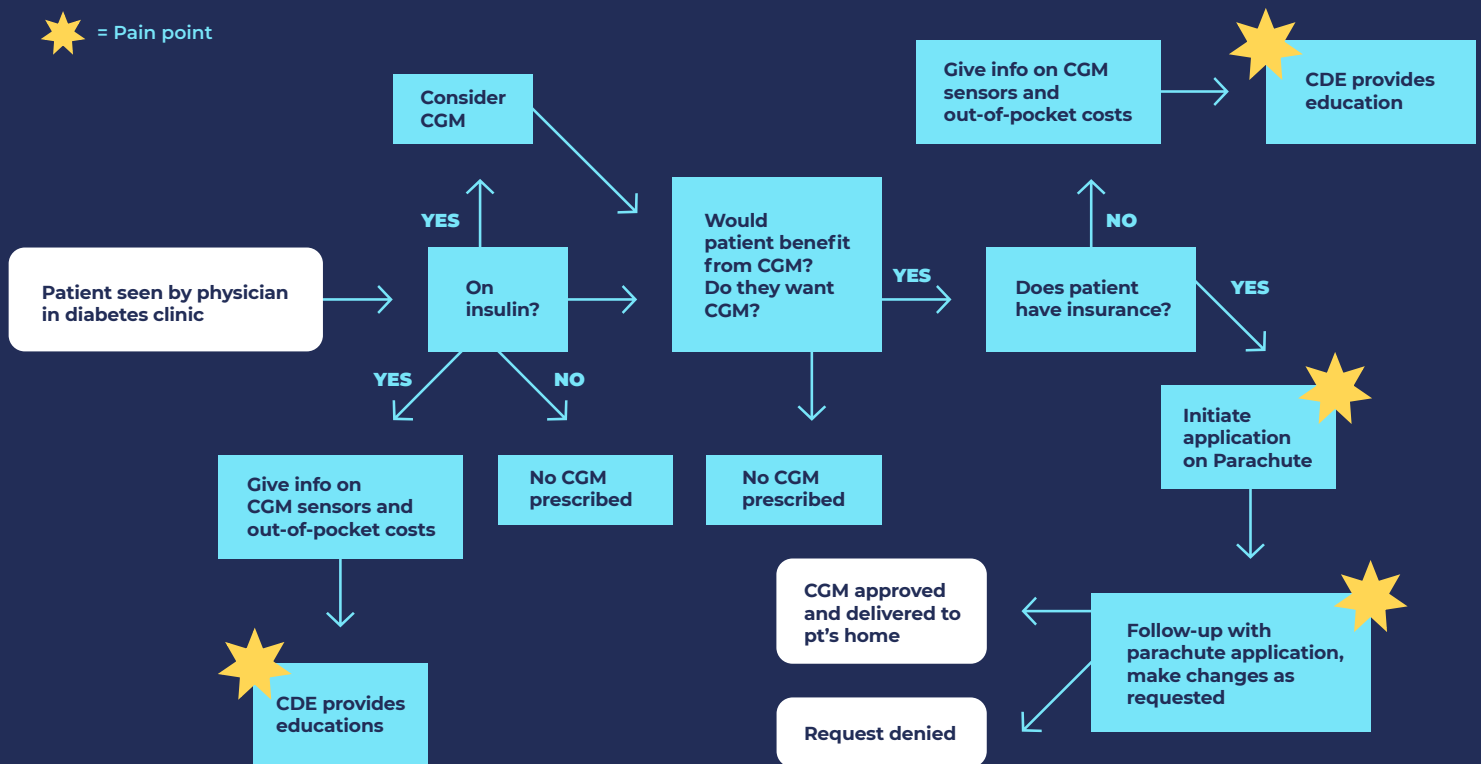 = Pain point
Consider
CGM
Give info on CGM
sensors and
out-of-pocket costs
CDE provides
education
YES
Would
patient benefit
from CGM?
Do they want
CGM?
NO
Patient seen by physician
in diabetes clinic
On
insulin?
YES
Does patient
have insurance?
YES
YES
NO
Initiate
application
on Parachute
Give info on
CGM sensors and
out-of-pocket costs
No CGM
prescribed
No CGM
prescribed
CGM approved
and delivered to
pt's home
Follow-up with
parachute application,
make changes as
requested
CDE provides
educations
Request denied